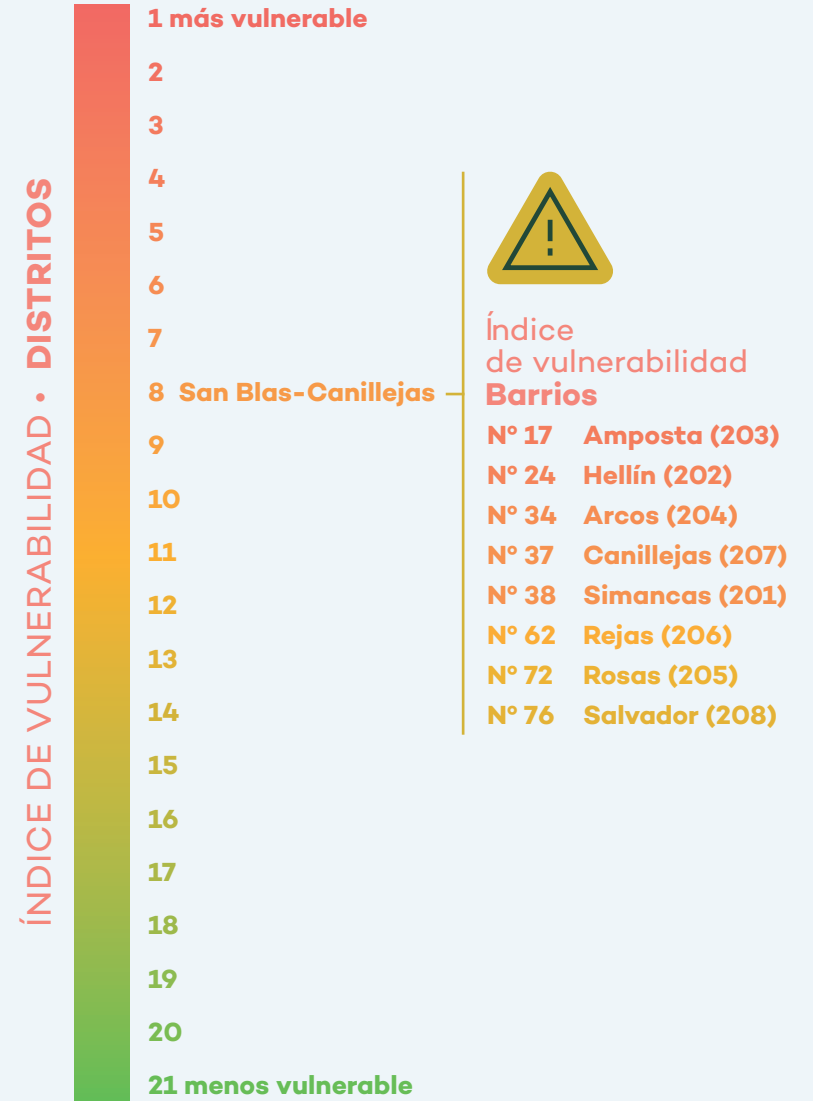 ÍNDICE DE VULNERABILIDAD • DISTRITOS
1 más vulnerable
2
3
4
5
6
7
8 San Blas-Canillejas
9
10
11
12
13
14
15
16
17
18
19
20
21 menos vulnerable
Índice
de vulnerabilidad
Barrios
Nº 17 Amposta (203)
Nº 24 Hellín (202)
Nº 34 Arcos (204)
Nº 37 Canillejas (207)
Nº 38 Simancas (201)
Nº 62 Rejas (206)
Nº 72 Rosas (205)
Nº 76 Salvador (208)